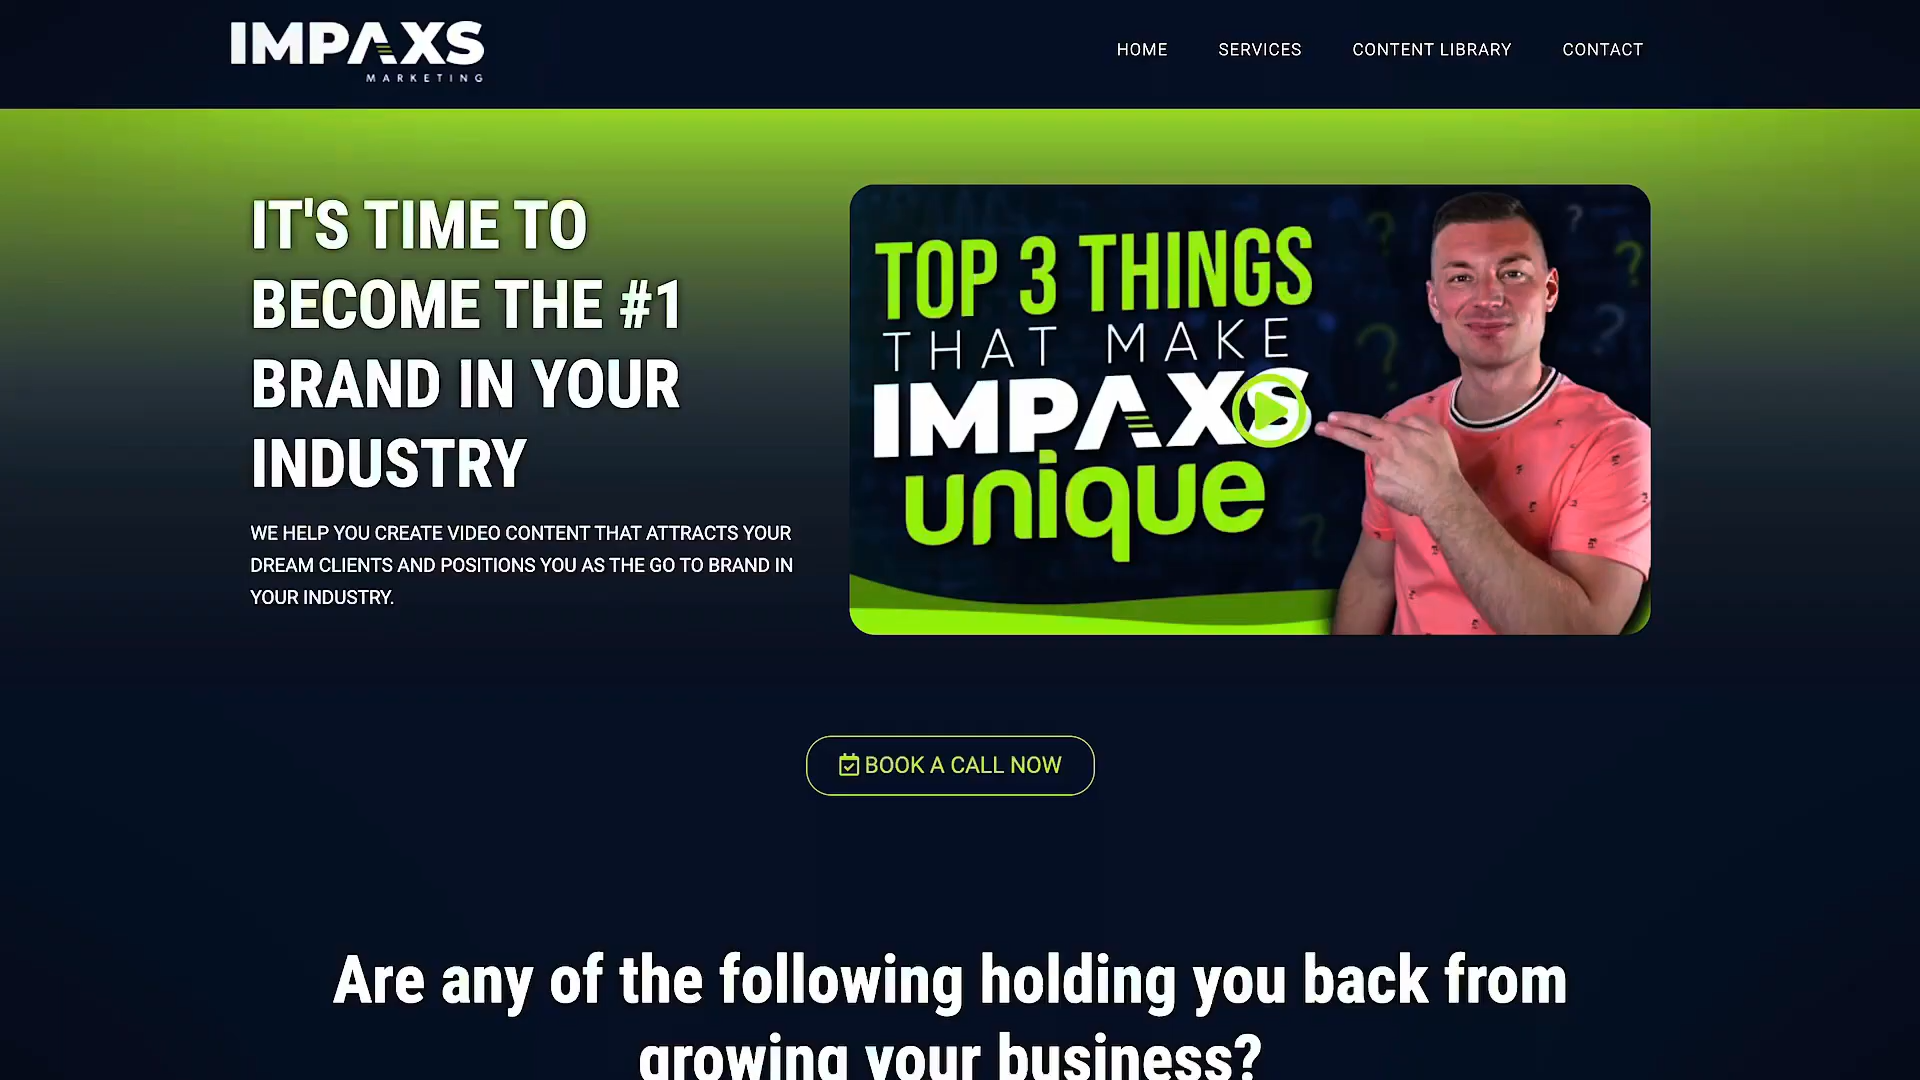 IMPAXS
MARKETING
HOME
SERVICES
CONTENT LIBRARY
CONTACT
IT'S TIME TO
BECOME THE #1
BRAND IN YOUR
INDUSTRY
WE HELP YOU CREATE VIDEO CONTENT THAT ATTRACTS YOUR
DREAM CLIENTS AND POSITIONS YOU AS THE GO TO BRAND IN
YOUR INDUSTRY.
TOP 3 THINGS
THAT MAKE
IMPAXS
unique
BOOK A CALL NOW
Are any of the following holding you back from
growing your business?